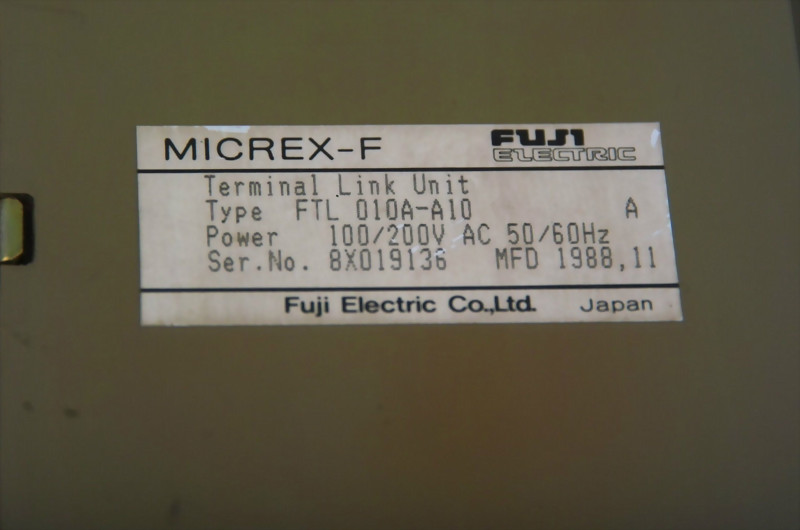 MICREX-F FUJI ELECTRIC
Terminal Link Unit
Type FTL 010A-A10 A
Power 100/200V AC 50/60Hz
Ser.No. 8X019136 MFD 1988,11
Fuji Electric Co.,Ltd. Japan